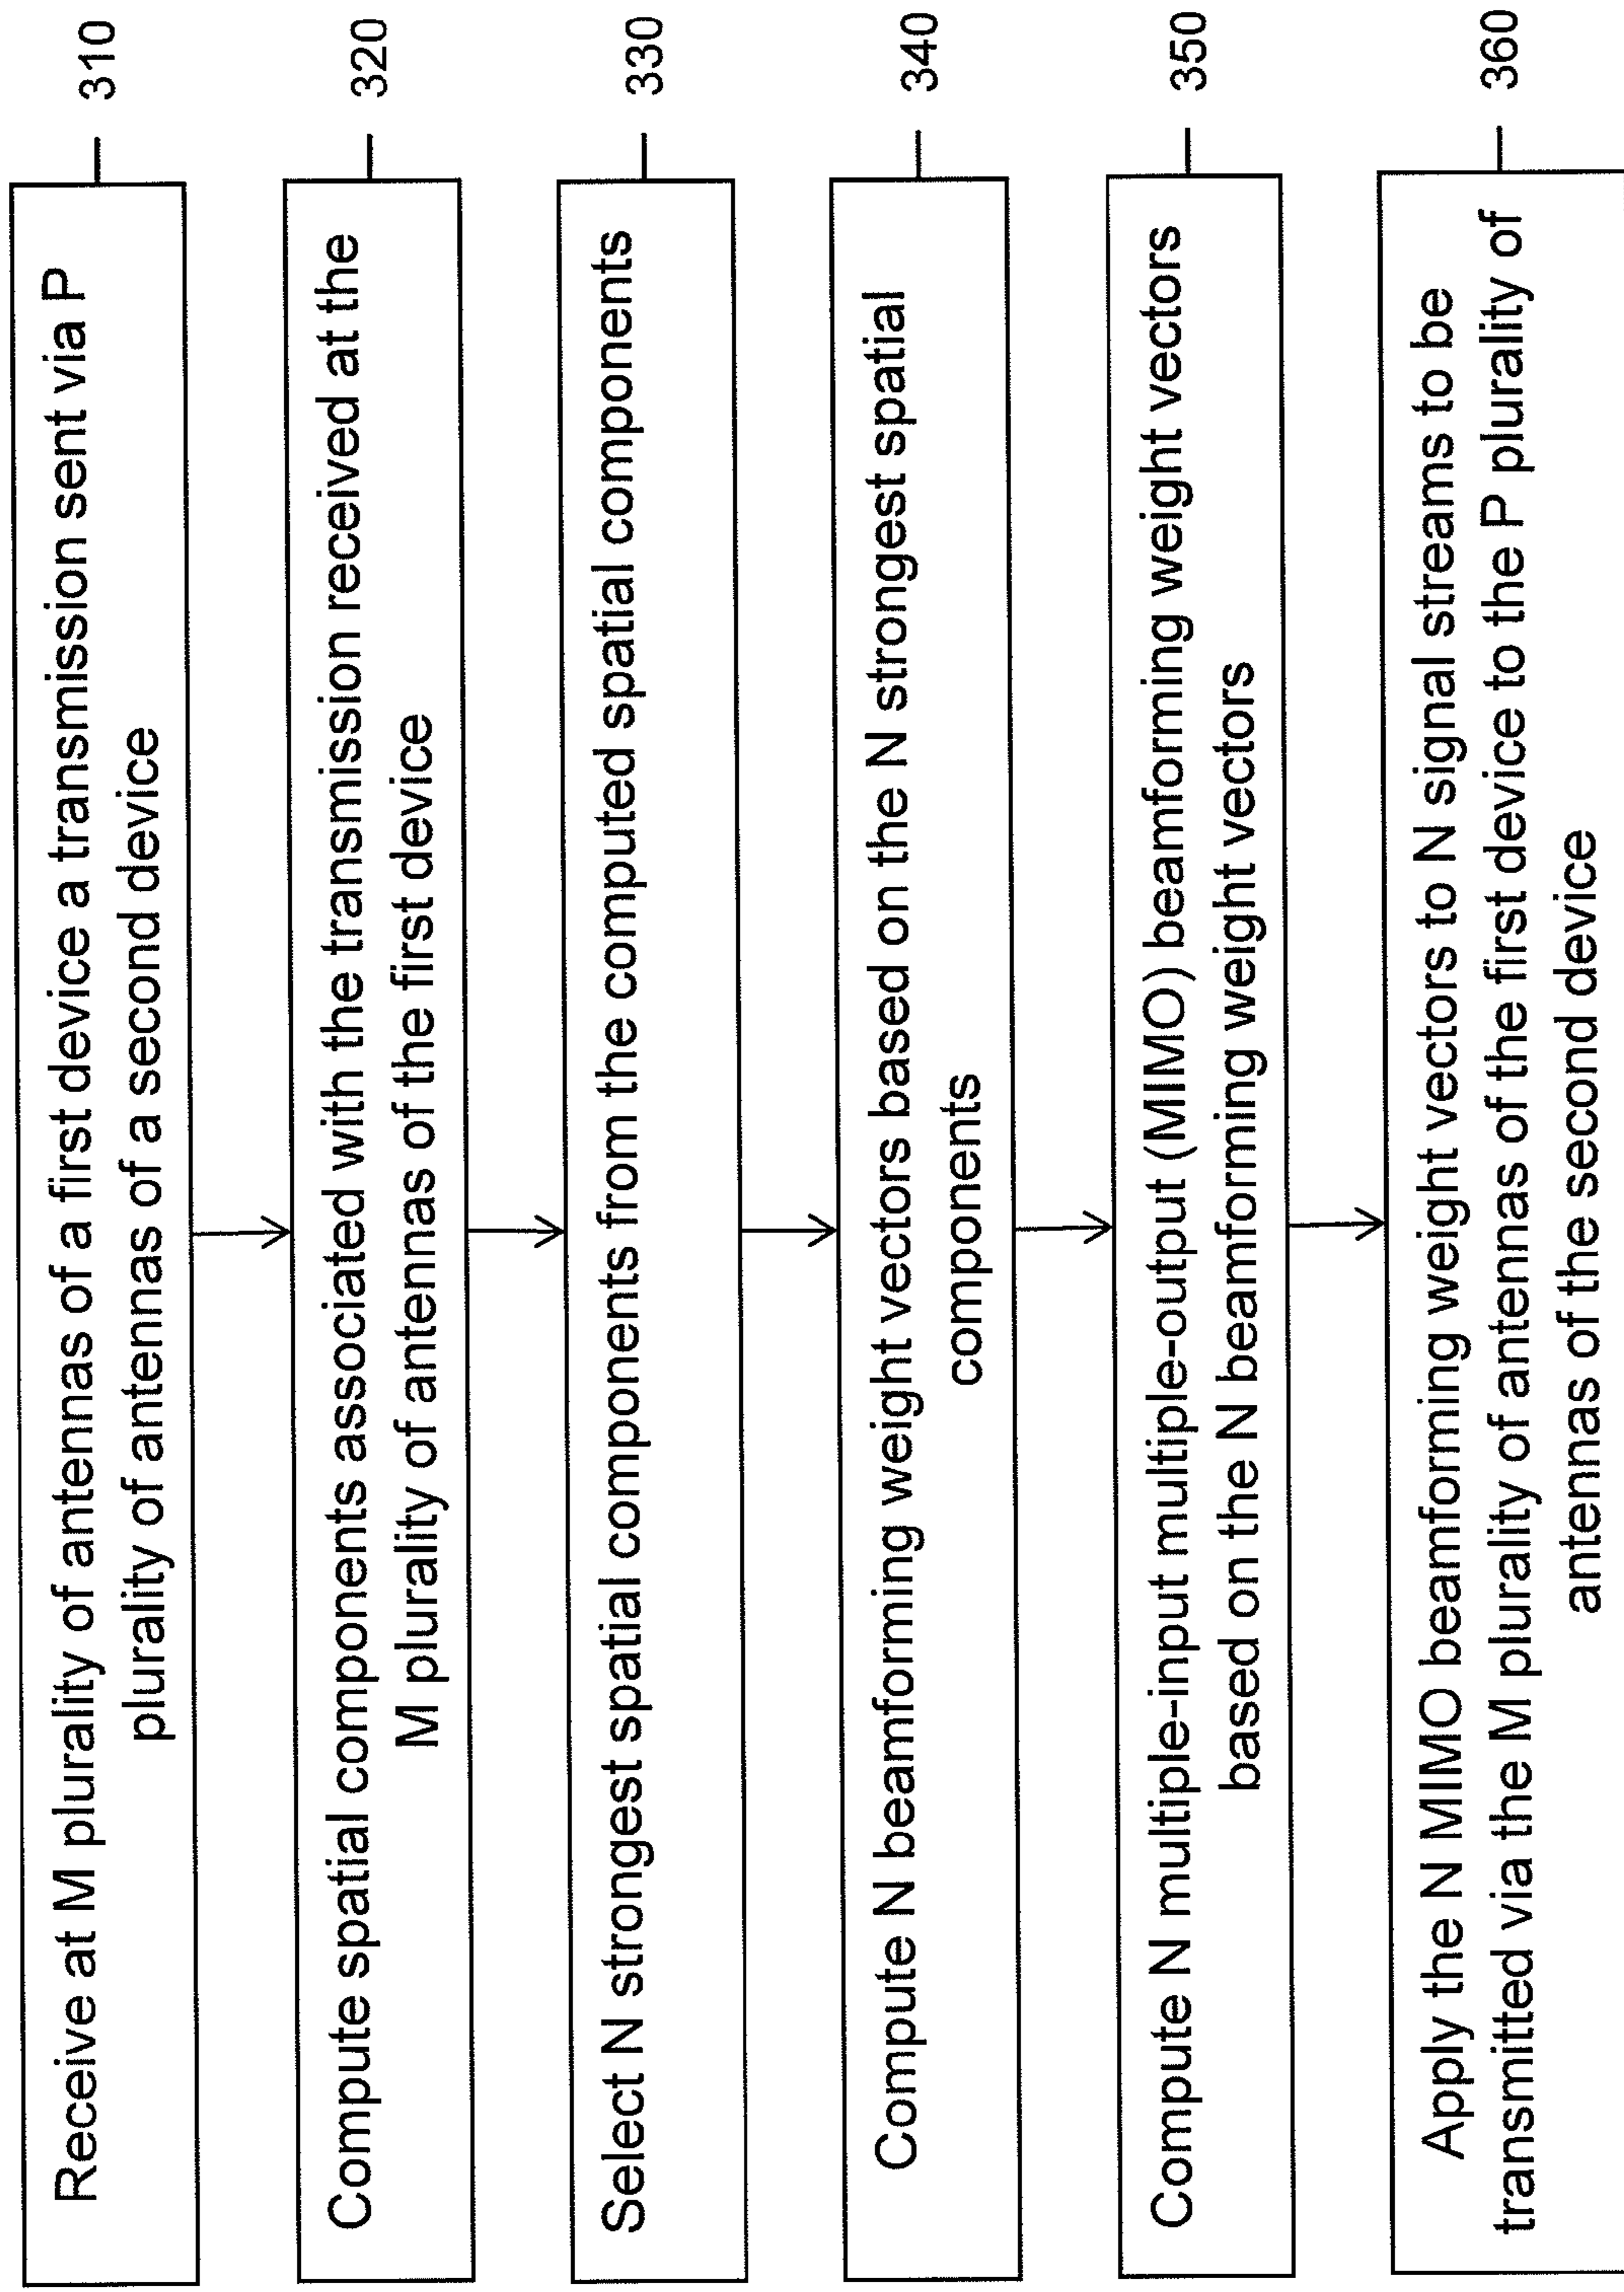 Receive at M plurality of antennas of a first device a transmission sent via P
plurality of antennas of a second device
310
Compute spatial components associated with the transmission received at the
M plurality of antennas of the first device
320
Select N strongest spatial components from the computed spatial components
330
Compute N beamforming weight vectors based on the N strongest spatial
components
340
Compute N multiple-input multiple-output (MIMO) beamforming weight vectors
based on the N beamforming weight vectors
350
Apply the N MIMO beamforming weight vectors to N signal streams to be
transmitted via the M plurality of antennas of the first device to the P plurality of
antennas of the second device
360